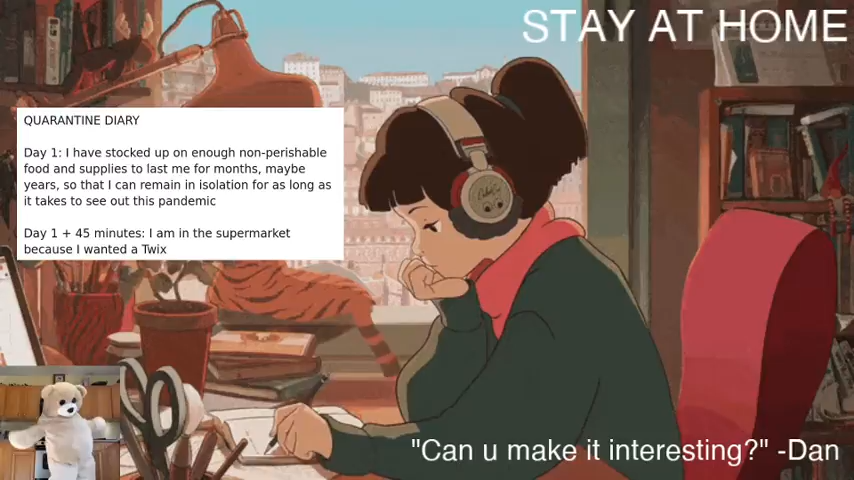 STAY AT HOME
QUARANTINE DIARY
Day 1: I have stocked up on enough non-perishable
food and supplies to last me for months, maybe
years, so that I can remain in isolation for as long as
it takes to see out this pandemic
Day 1 + 45 minutes: I am in the supermarket
because I wanted a Twix
"Can u make it interesting?" -Dan